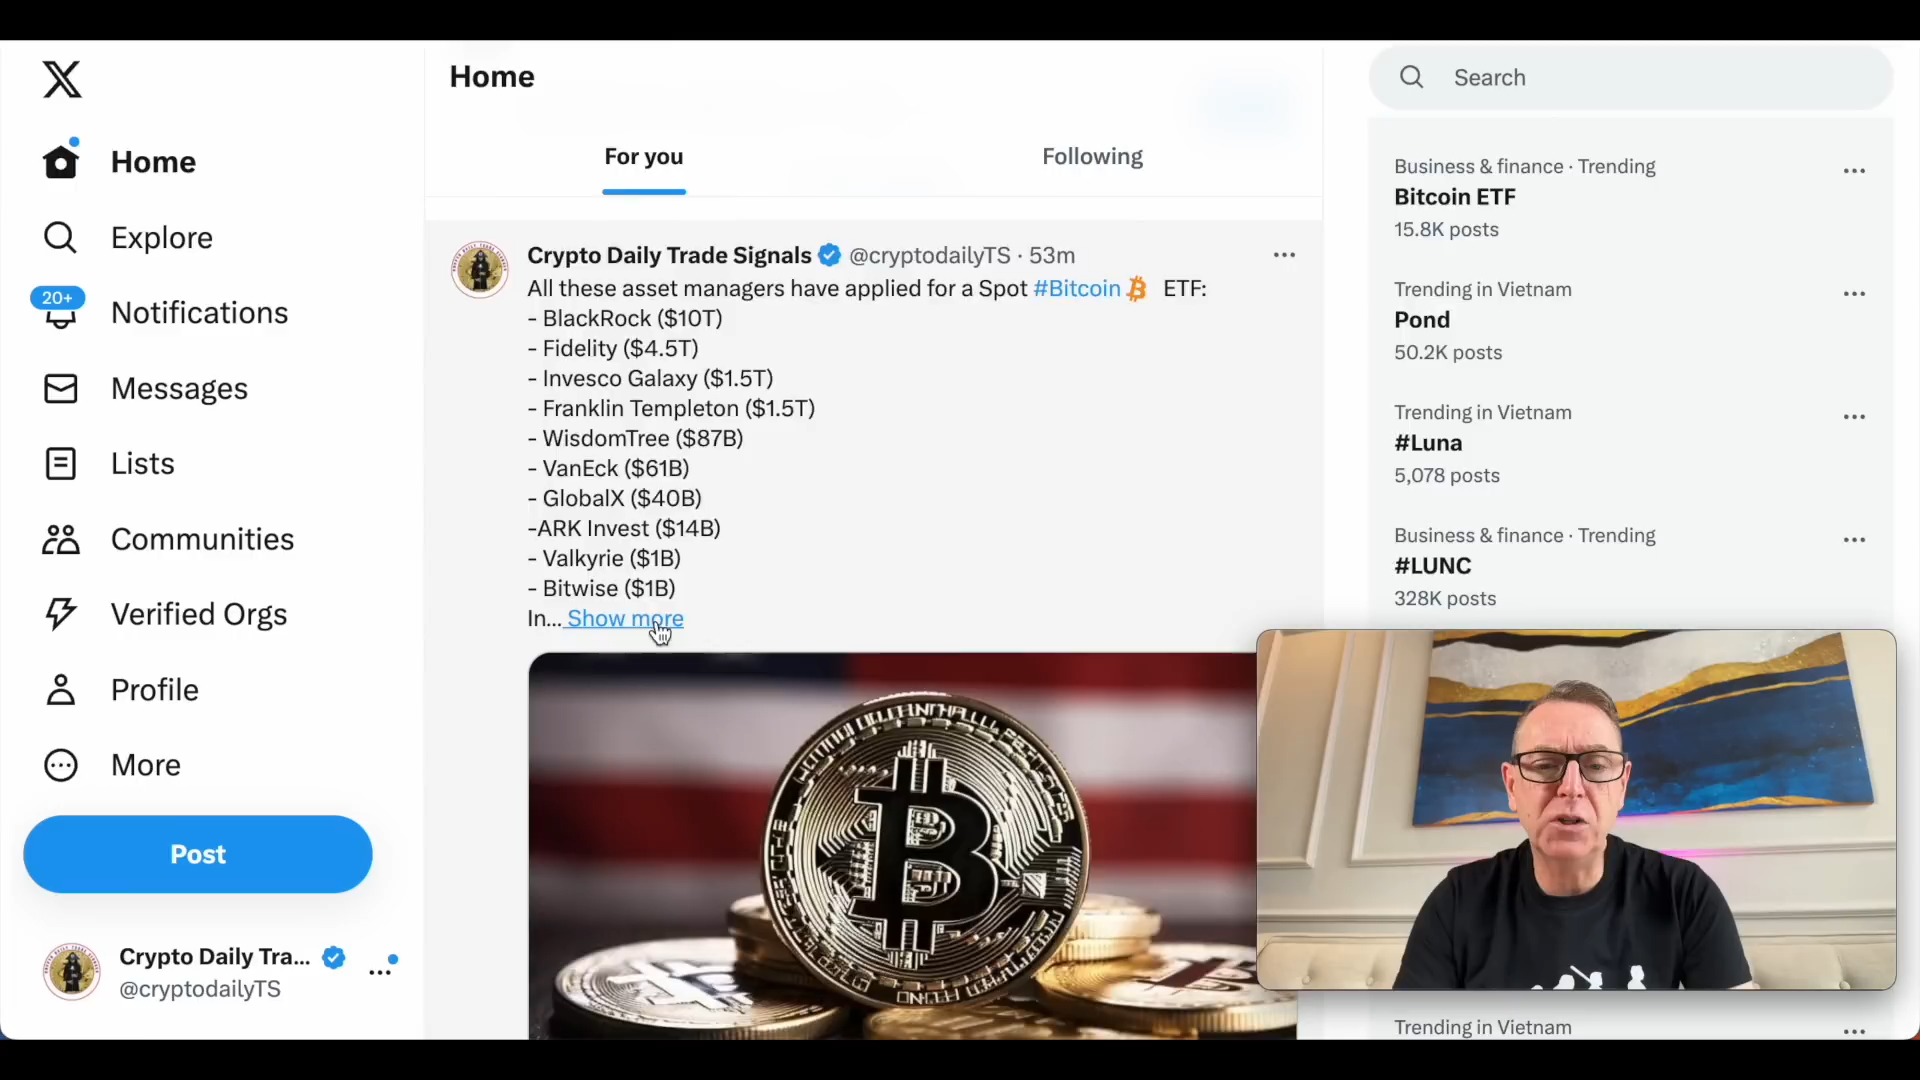 Home
Explore
20+
Notifications
Messages
Lists
Communities
Verified Orgs
Profile
More
Post
Crypto Daily Tra...
@cryptodailyTS
Home
For you
Following
Crypto Daily Trade Signals @cryptodailyTS · 53m
All these asset managers have applied for a Spot #Bitcoin ETF:
- BlackRock ($10T)
- Fidelity ($4.5T)
- Invesco Galaxy ($1.5T)
- Franklin Templeton ($1.5T)
- WisdomTree ($87B)
- VanEck ($61B)
- GlobalX ($40B)
-ARK Invest ($14B)
- Valkyrie ($1B)
- Bitwise ($1B)
In... Show more
Search
Business & finance · Trending
Bitcoin ETF
15.8K posts
Trending in Vietnam
Pond
50.2K posts
Trending in Vietnam
#Luna
5,078 posts
Business & finance · Trending
#LUNC
328K posts
Trending in Vietnam